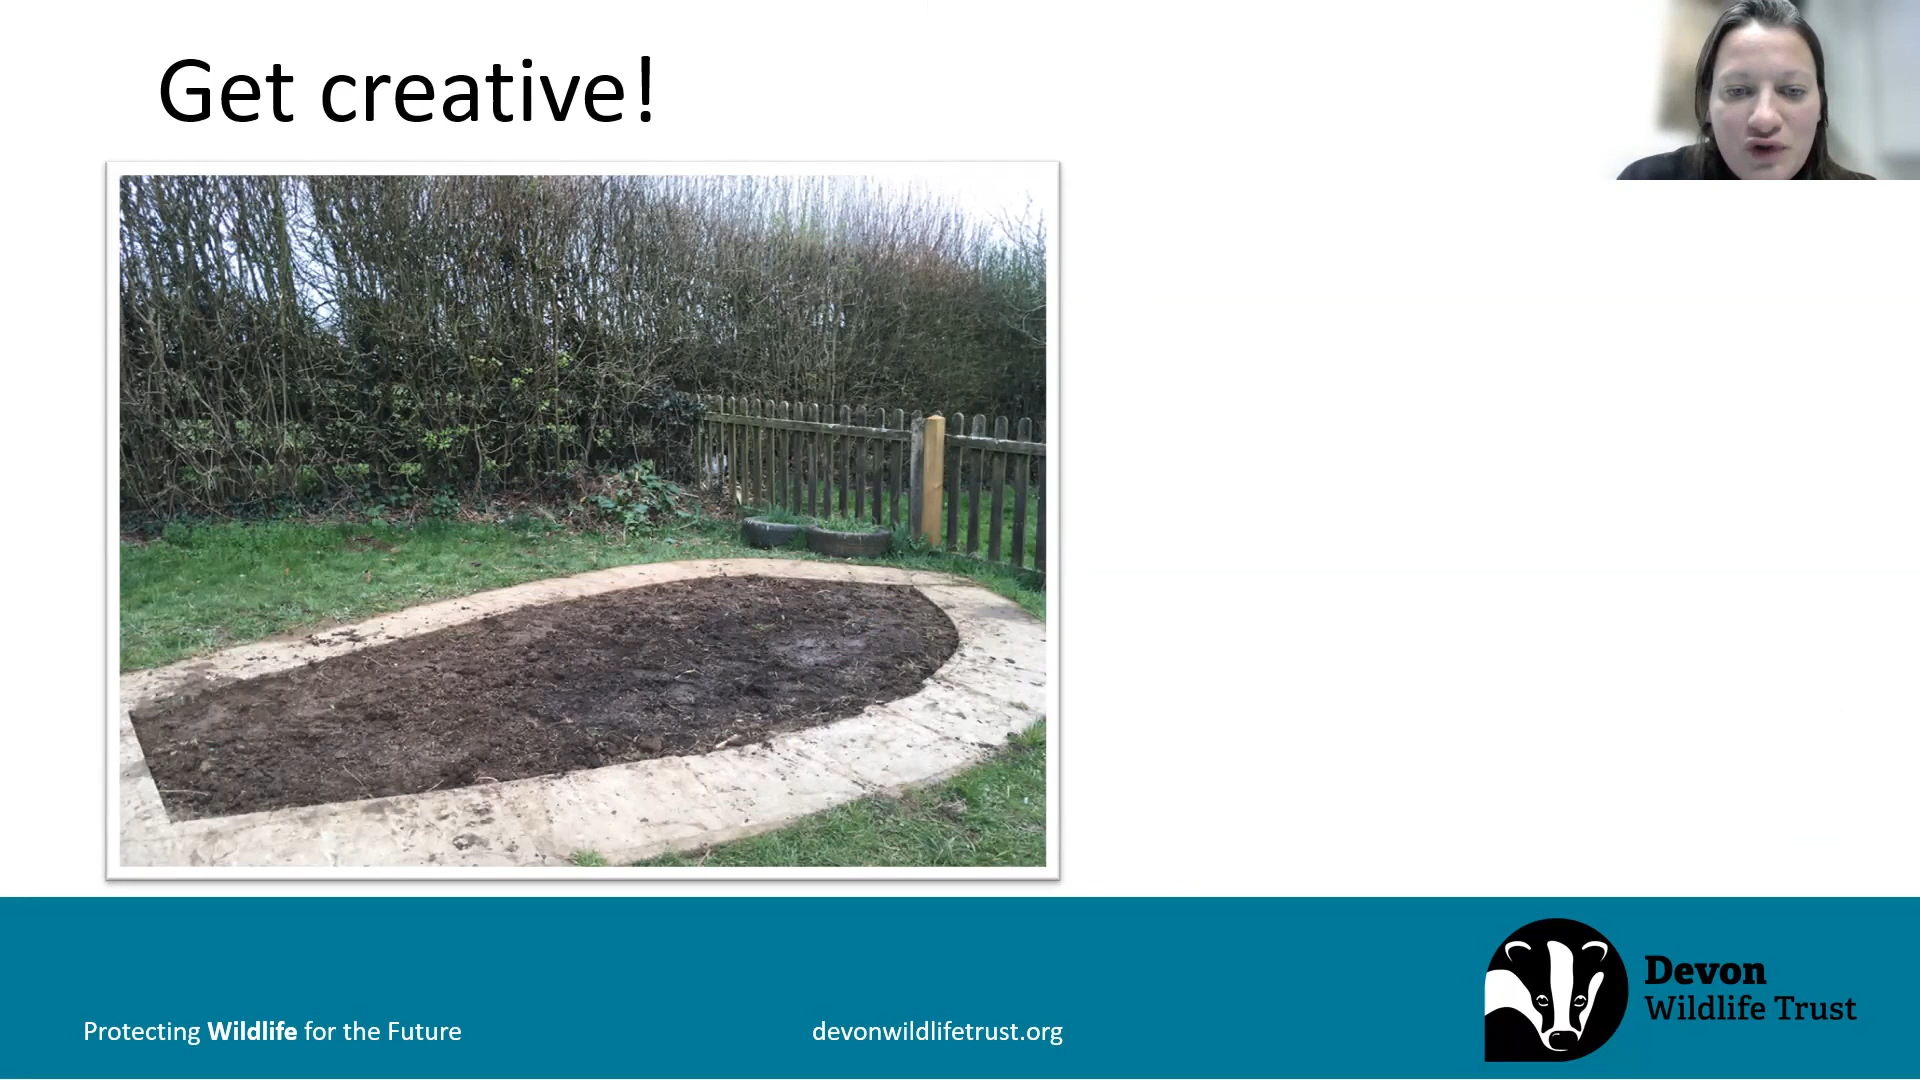 Get creative!
Protecting Wildlife for the Future
devonwildlifetrust.org
Devon
Wildlife Trust